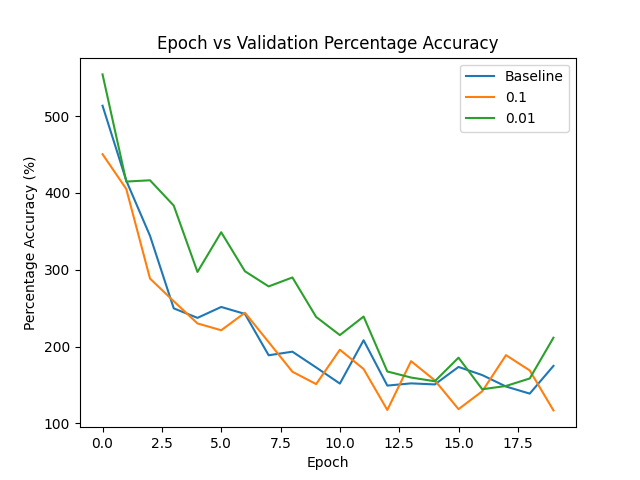 Epoch vs Validation Percentage Accuracy
Baseline
0.1
0.01
Percentage Accuracy (%)
500
400
300
200
100
0.0 2.5 5.0 7.5 10.0 12.5 15.0 17.5
Epoch